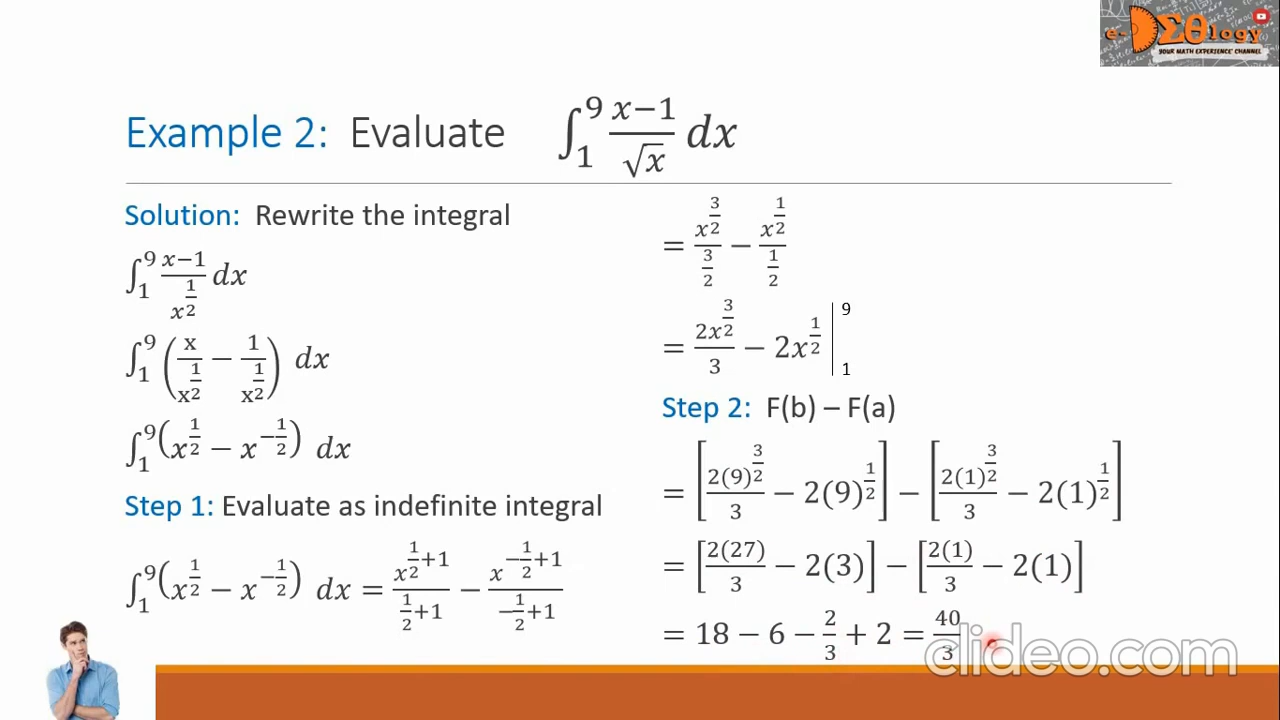 e-DΣΘlogy
YOUR MATH EXPERIENCE CHANNEL
Example 2: Evaluate ∫₁⁹ (x−1)/√x dx
Solution: Rewrite the integral
∫₁⁹ (x−1)/x^(1/2) dx
∫₁⁹ (x/x^(1/2) − 1/x^(1/2)) dx
∫₁⁹ (x^(1/2) − x^(−1/2)) dx
Step 1: Evaluate as indefinite integral
∫₁⁹ (x^(1/2) − x^(−1/2)) dx = x^(1/2+1)/(1/2+1) − x^(−1/2+1)/(−1/2+1)
= x^(3/2)/(3/2) − x^(1/2)/(1/2)
= 2x^(3/2)/3 − 2x^(1/2) |₁⁹
Step 2: F(b) – F(a)
= [2(9)^(3/2)/3 − 2(9)^(1/2)] − [2(1)^(3/2)/3 − 2(1)^(1/2)]
= [2(27)/3 − 2(3)] − [2(1)/3 − 2(1)]
= 18 − 6 − 2/3 + 2 = 40/3
clideo.com